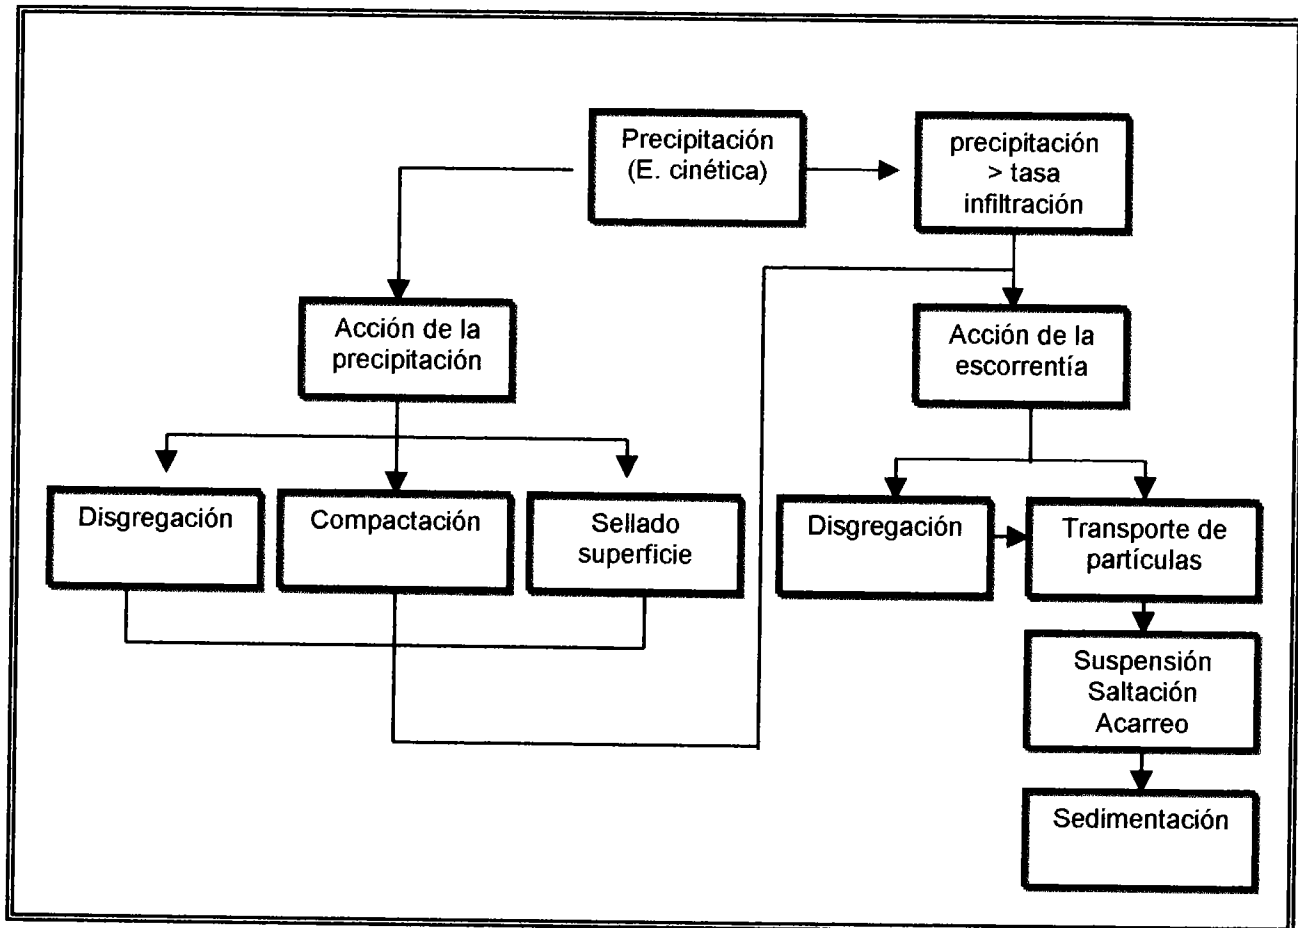 Precipitación
(E. cinética)
precipitación
> tasa
infiltración
Acción de la
precipitación
Acción de la
escorrentía
Disgregación
Compactación
Sellado
superficie
Disgregación
Transporte de
partículas
Suspensión
Saltación
Acarreo
Sedimentación